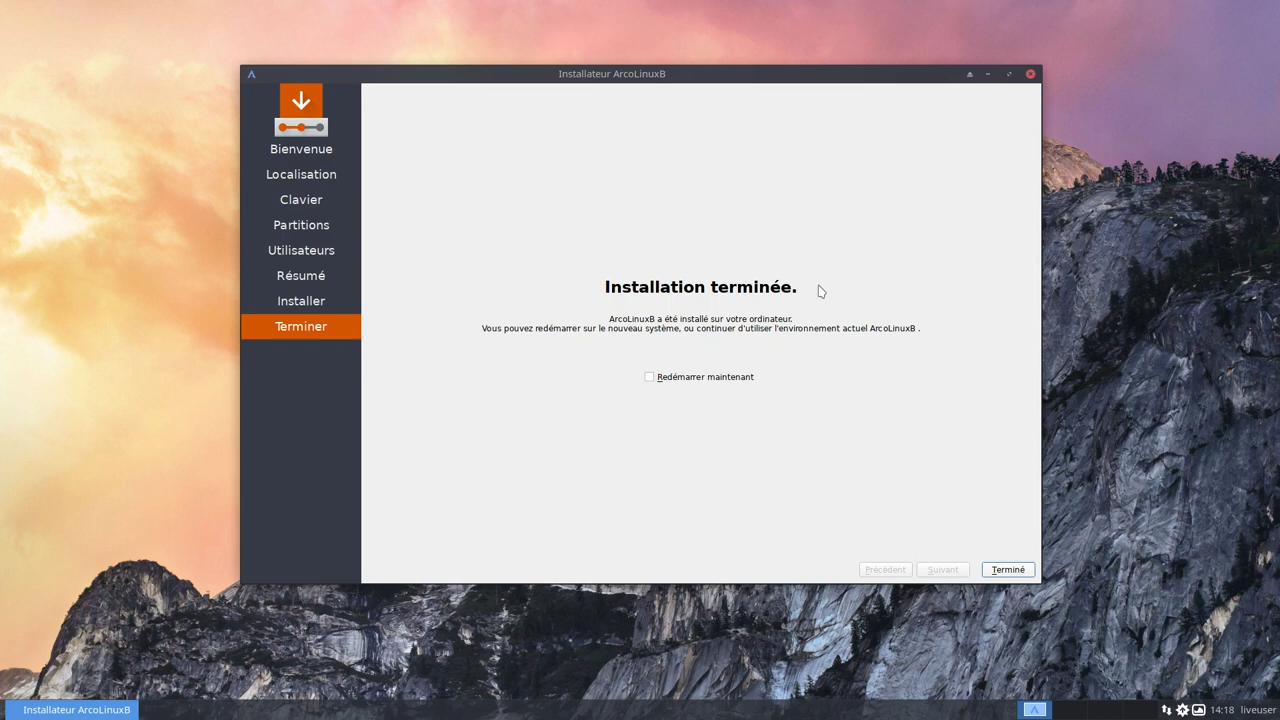 Installateur ArcoLinuxB
Bienvenue
Localisation
Clavier
Partitions
Utilisateurs
Résumé
Installer
Terminer
Installation terminée.
ArcoLinuxB a été installé sur votre ordinateur.
Vous pouvez redémarrer sur le nouveau système, ou continuer d'utiliser l'environnement actuel ArcoLinuxB .
Redémarrer maintenant
Précédent
Suivant
Terminé
Installateur ArcoLinuxB
14:18
liveuser